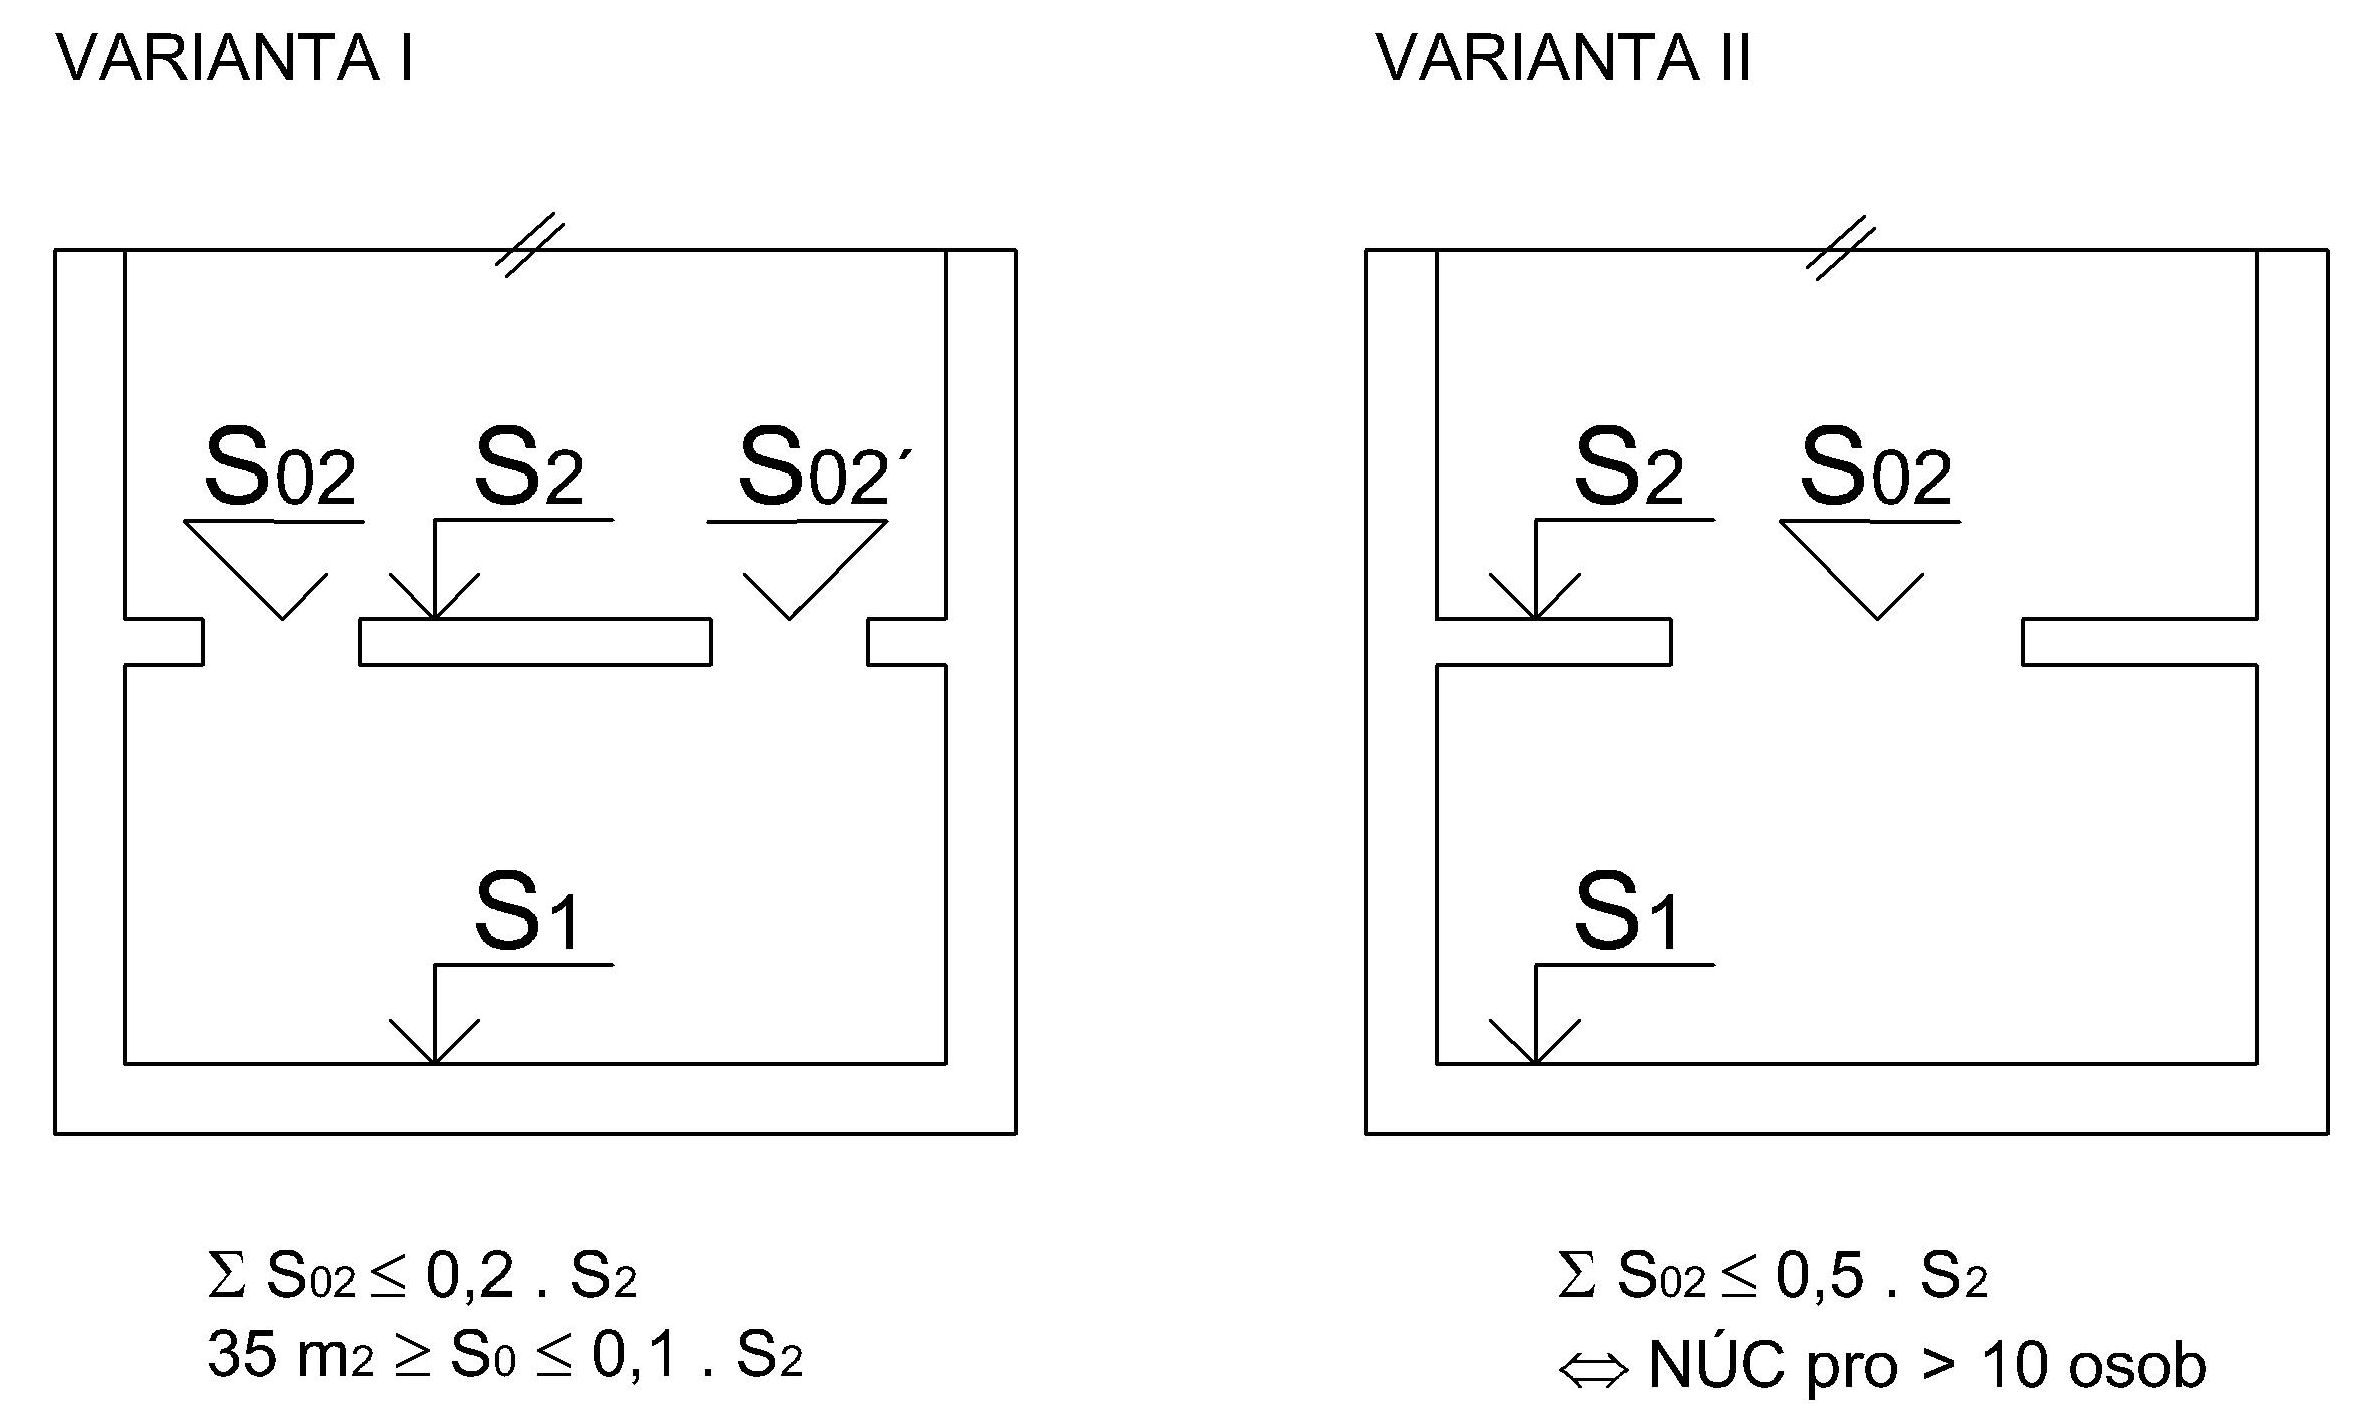 VARIANTA I
S02 S2 S02´
S1
Σ S02 ≤ 0,2 . S2
35 m2 ≥ S0 ≤ 0,1 . S2
VARIANTA II
S2 S02
S1
Σ S02 ≤ 0,5 . S2
⇔ NÚC pro > 10 osob